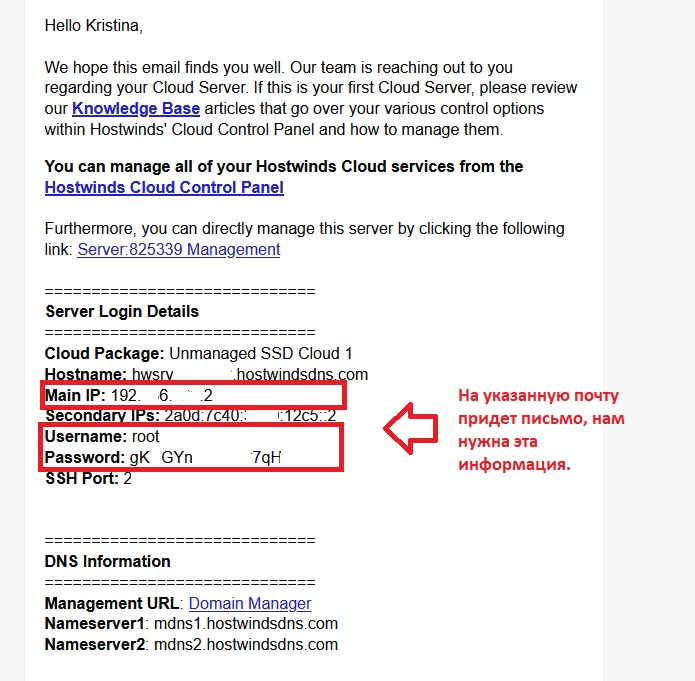 Hello Kristina,
We hope this email finds you well. Our team is reaching out to you
regarding your Cloud Server. If this is your first Cloud Server, please review
our Knowledge Base articles that go over your various control options
within Hostwinds' Cloud Control Panel and how to manage them.
You can manage all of your Hostwinds Cloud services from the
Hostwinds Cloud Control Panel
Furthermore, you can directly manage this server by clicking the following
link: Server:825339 Management
==============================
Server Login Details
==============================
Cloud Package: Unmanaged SSD Cloud 1
Hostname: hwsrv .hostwindsdns.com
Main IP: 192. 6. .2
Secondary IPs: 2a0d:7c40: :12c5::2
Username: root
Password: gK GYn 7qH
SSH Port: 2
На указанную почту
придет письмо, нам
нужна эта
информация.
==============================
DNS Information
==============================
Management URL: Domain Manager
Nameserver1: mdns1.hostwindsdns.com
Nameserver2: mdns2.hostwindsdns.com